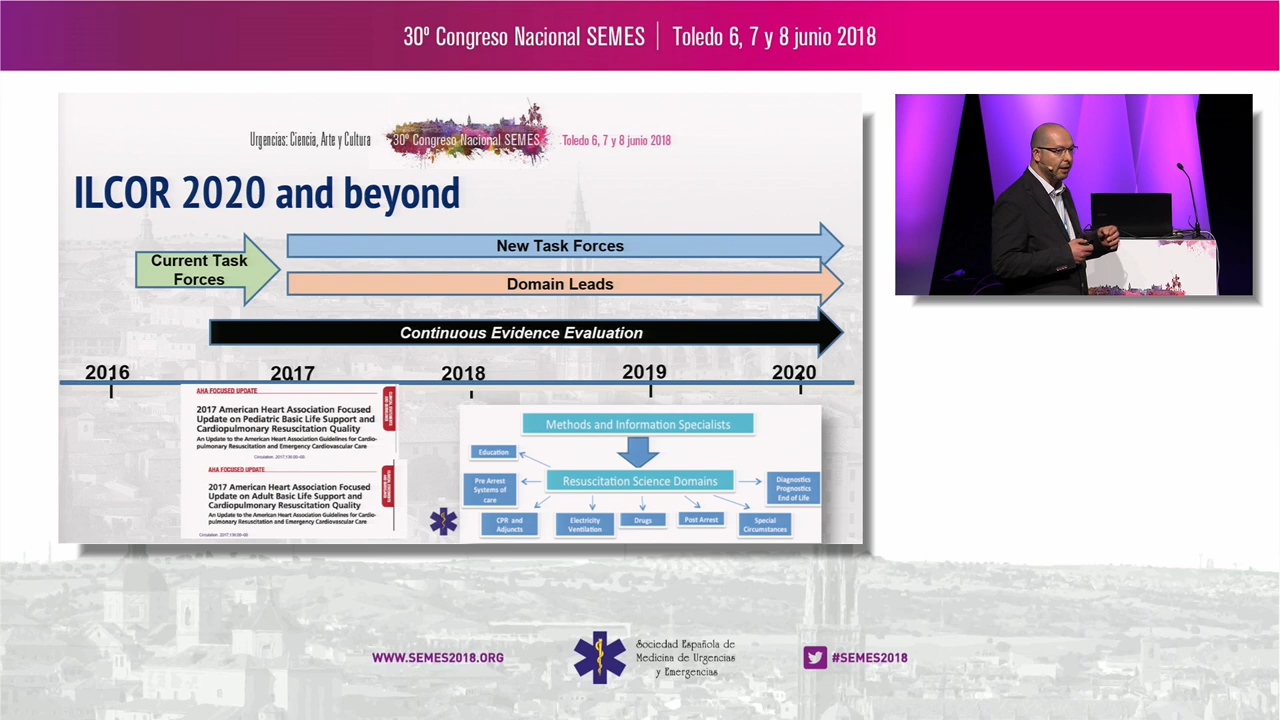 30º Congreso Nacional SEMES | Toledo 6, 7 y 8 junio 2018
Urgencias: Ciencia, Arte y Cultura
30º Congreso Nacional SEMES
Toledo 6, 7 y 8 junio 2018
ILCOR 2020 and beyond
Current Task
Forces
New Task Forces
Domain Leads
Continuous Evidence Evaluation
2016
2017
2018
2019
2020
AHA FOCUSED UPDATE
2017 American Heart Association Focused
Update on Pediatric Basic Life Support and
Cardiopulmonary Resuscitation Quality
An Update to the American Heart Association Guidelines for Cardio-
pulmonary Resuscitation and Emergency Cardiovascular Care
AHA FOCUSED UPDATE
2017 American Heart Association Focused
Update on Adult Basic Life Support and
Cardiopulmonary Resuscitation Quality
An Update to the American Heart Association Guidelines for Cardio-
pulmonary Resuscitation and Emergency Cardiovascular Care
Methods and Information Specialists
Education
Resuscitation Science Domains
Pre Arrest
Systems of
care
Diagnostics
Prognostics
End of Life
CPR and
Adjuncts
Electricity
Ventilation
Drugs
Post Arrest
Special
Circumstances
WWW.SEMES2018.ORG
Sociedad Española de
Medicina de Urgencias
y Emergencias
#SEMES2018